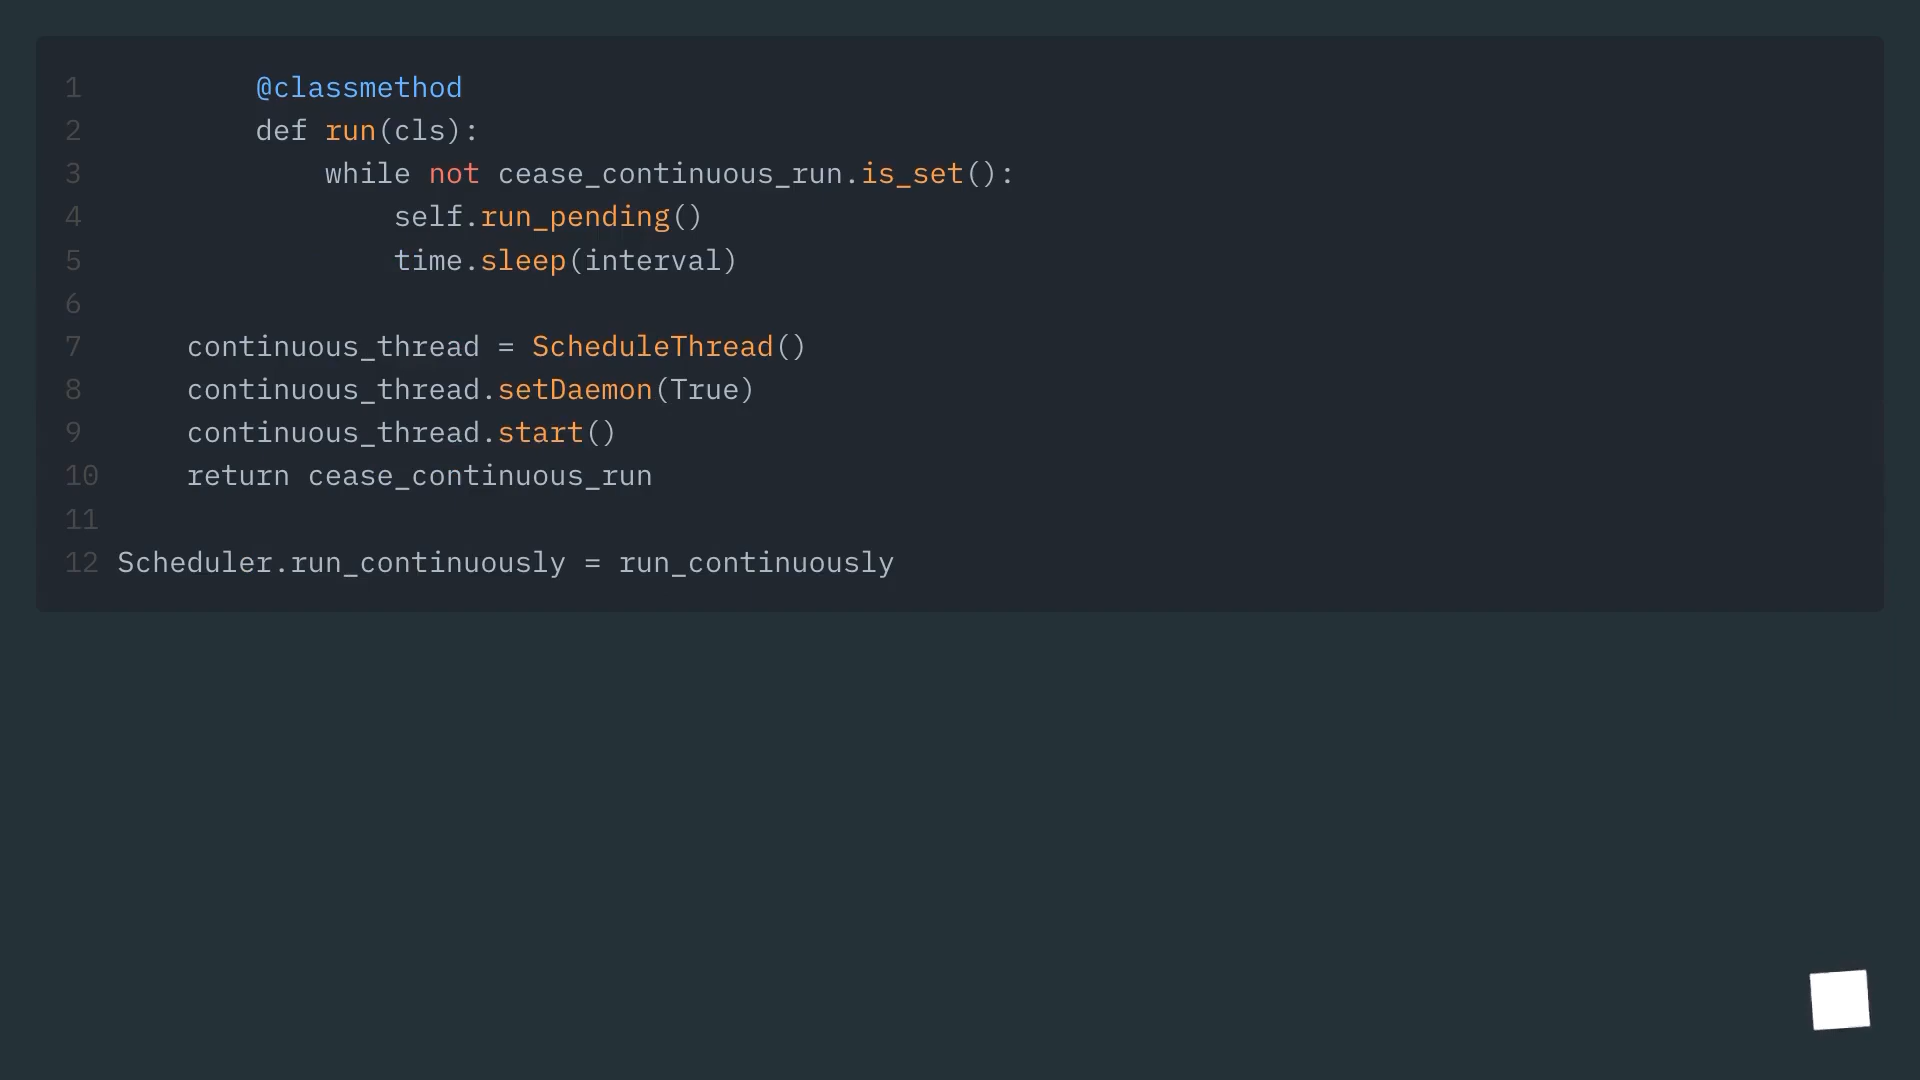 1         @classmethod
2         def run(cls):
3             while not cease_continuous_run.is_set():
4                 self.run_pending()
5                 time.sleep(interval)
6
7     continuous_thread = ScheduleThread()
8     continuous_thread.setDaemon(True)
9     continuous_thread.start()
10     return cease_continuous_run
11
12 Scheduler.run_continuously = run_continuously